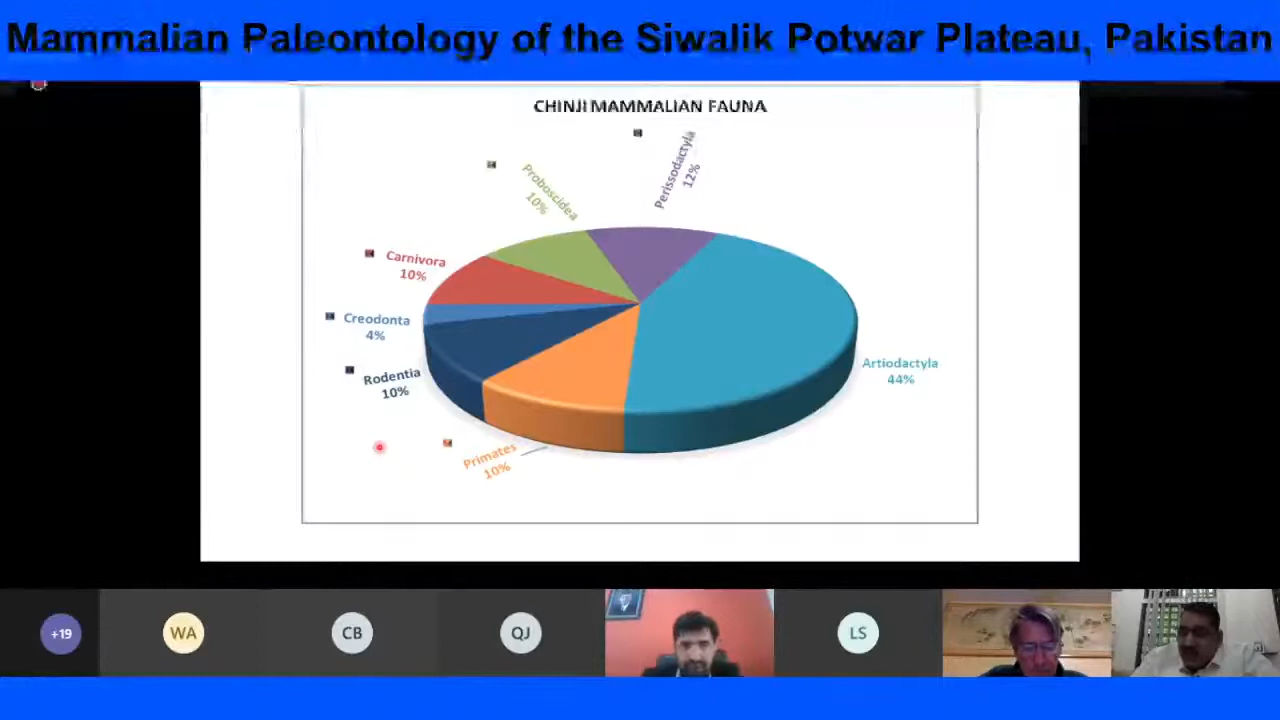 Mammalian Paleontology of the Siwalik Potwar Plateau, Pakistan
CHINJI MAMMALIAN FAUNA
Perissodactyla
12%
Proboscidea
10%
Carnivora
10%
Creodonta
4%
Artiodactyla
44%
Rodentia
10%
Primates
10%
+19
WA
CB
QJ
LS